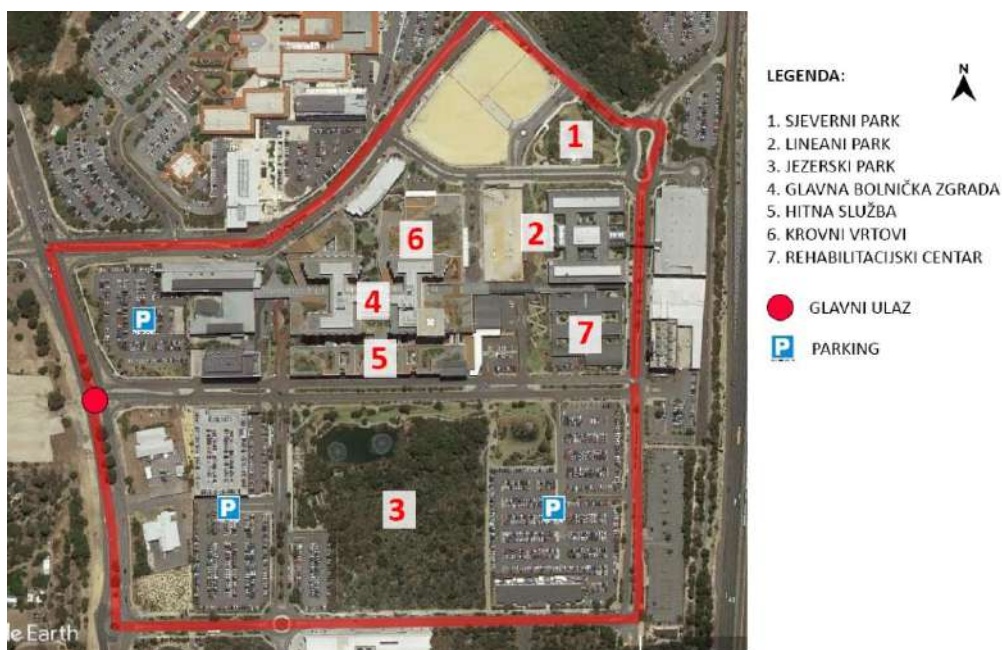 LEGENDA:
N
1. SJEVERNI PARK
2. LINEANI PARK
3. JEZERSKI PARK
4. GLAVNA BOLNIČKA ZGRADA
5. HITNA SLUŽBA
6. KROVNI VRTOVI
7. REHABILITACIJSKI CENTAR
GLAVNI ULAZ
P PARKING
1
2
6
4
P
7
5
3
P
P
le Earth